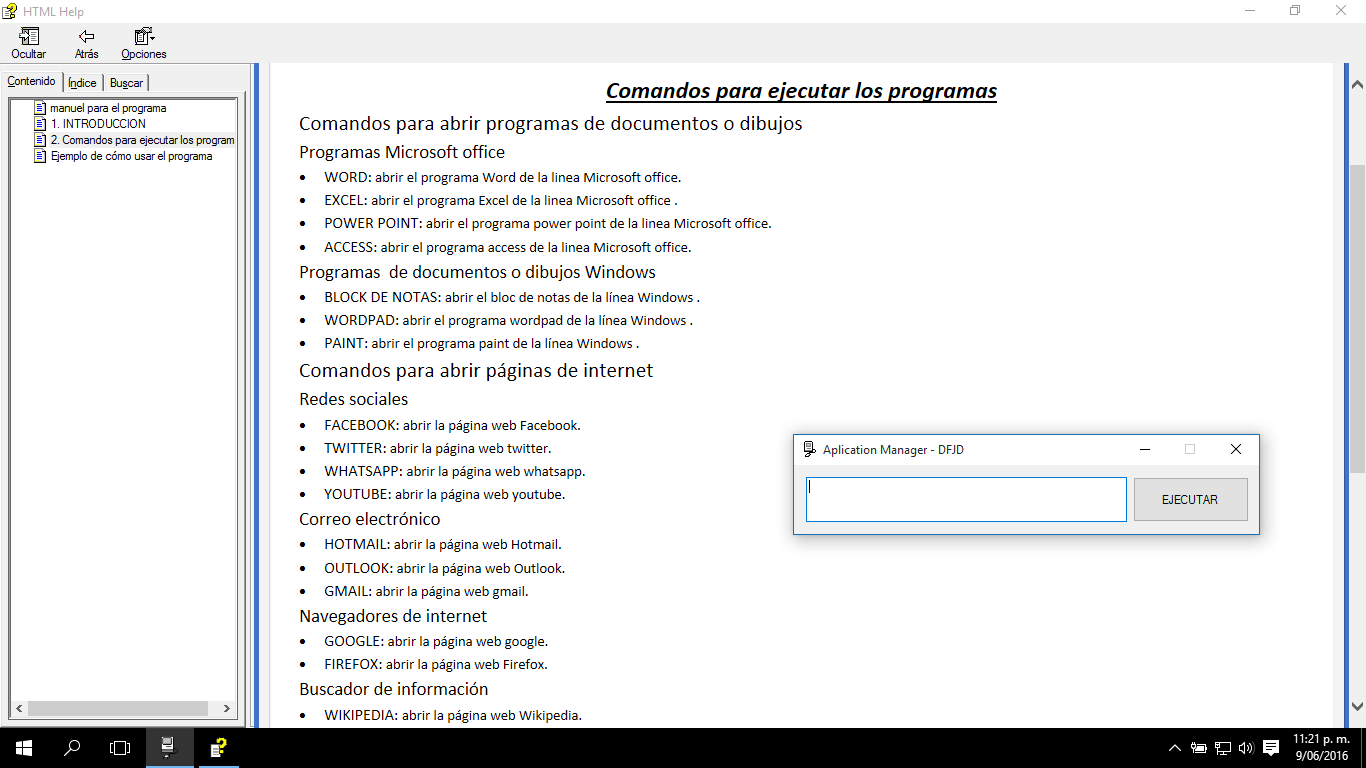 HTML Help
Ocultar Atrás Opciones
Contenido Índice Buscar
manuel para el programa
1. INTRODUCCION
2. Comandos para ejecutar los program
Ejemplo de cómo usar el programa
Comandos para ejecutar los programas
Comandos para abrir programas de documentos o dibujos
Programas Microsoft office
• WORD: abrir el programa Word de la linea Microsoft office.
• EXCEL: abrir el programa Excel de la linea Microsoft office .
• POWER POINT: abrir el programa power point de la linea Microsoft office.
• ACCESS: abrir el programa access de la linea Microsoft office.
Programas  de documentos o dibujos Windows
• BLOCK DE NOTAS: abrir el bloc de notas de la línea Windows .
• WORDPAD: abrir el programa wordpad de la línea Windows .
• PAINT: abrir el programa paint de la línea Windows .
Comandos para abrir páginas de internet
Redes sociales
• FACEBOOK: abrir la página web Facebook.
• TWITTER: abrir la página web twitter.
• WHATSAPP: abrir la página web whatsapp.
• YOUTUBE: abrir la página web youtube.
Correo electrónico
• HOTMAIL: abrir la página web Hotmail.
• OUTLOOK: abrir la página web Outlook.
• GMAIL: abrir la página web gmail.
Navegadores de internet
• GOOGLE: abrir la página web google.
• FIREFOX: abrir la página web Firefox.
Buscador de información
• WIKIPEDIA: abrir la página web Wikipedia.
Aplication Manager - DFJD
EJECUTAR
11:21 p. m.
9/06/2016